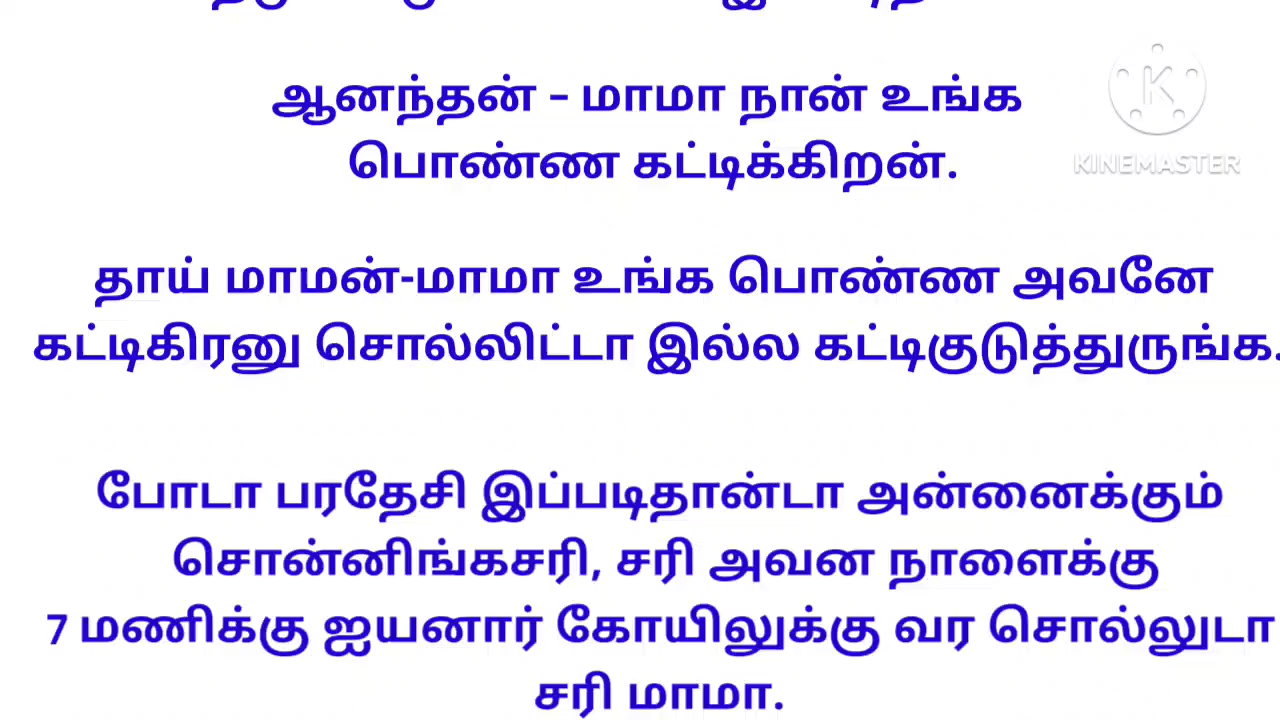 ஆனந்தன் – மாமா நான் உங்க
பொண்ண கட்டிக்கிறன்.
தாய் மாமன்-மாமா உங்க பொண்ண அவனே
கட்டிகிரனு சொல்லிட்டா இல்ல கட்டிகுடுத்துருங்க.
போடா பரதேசி இப்படிதான்டா அன்னைக்கும்
சொன்னிங்கசரி, சரி அவன நாளைக்கு
7 மணிக்கு ஐயனார் கோயிலுக்கு வர சொல்லுடா
சரி மாமா.
KINEMASTER